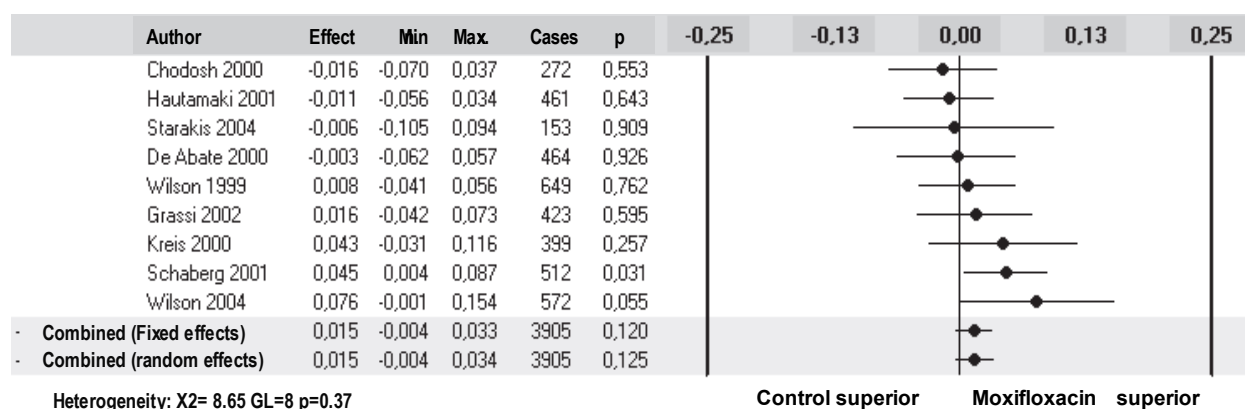 Author Effect Min Max. Cases p -0,25 -0,13 0,00 0,13 0,25
Chodosh 2000 -0,016 -0,070 0,037 272 0,553
Hautamaki 2001 -0,011 -0,056 0,034 461 0,643
Starakis 2004 -0,006 -0,105 0,094 153 0,909
De Abate 2000 -0,003 -0,062 0,057 464 0,926
Wilson 1999 0,008 -0,041 0,056 649 0,762
Grassi 2002 0,016 -0,042 0,073 423 0,595
Kreis 2000 0,043 -0,031 0,116 399 0,257
Schaberg 2001 0,045 0,004 0,087 512 0,031
Wilson 2004 0,076 -0,001 0,154 572 0,055
- Combined (Fixed effects) 0,015 -0,004 0,033 3905 0,120
- Combined (random effects) 0,015 -0,004 0,034 3905 0,125
Heterogeneity: X2= 8.65 GL=8 p=0.37 Control superior Moxifloxacin superior